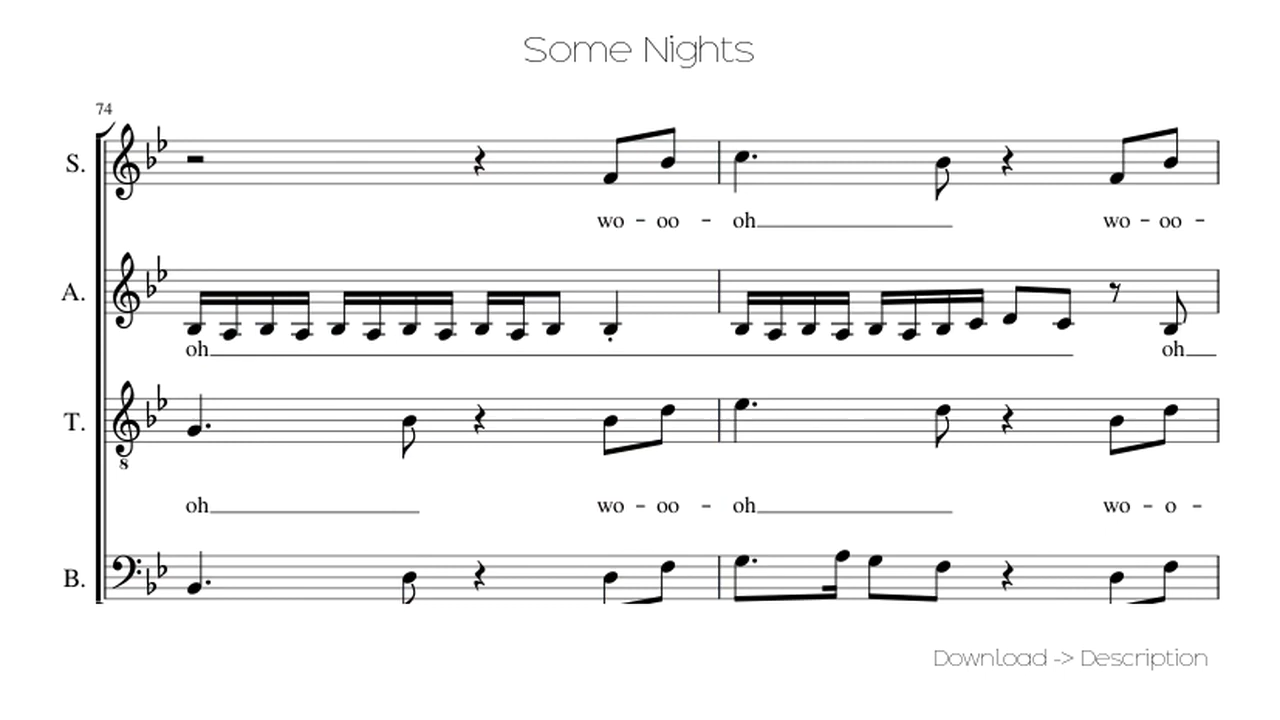 Some Nights
74
S.
wo - oo - oh wo - oo -
A.
oh oh
T.
8
oh wo - oo - oh wo - o -
B.
Download -> Description